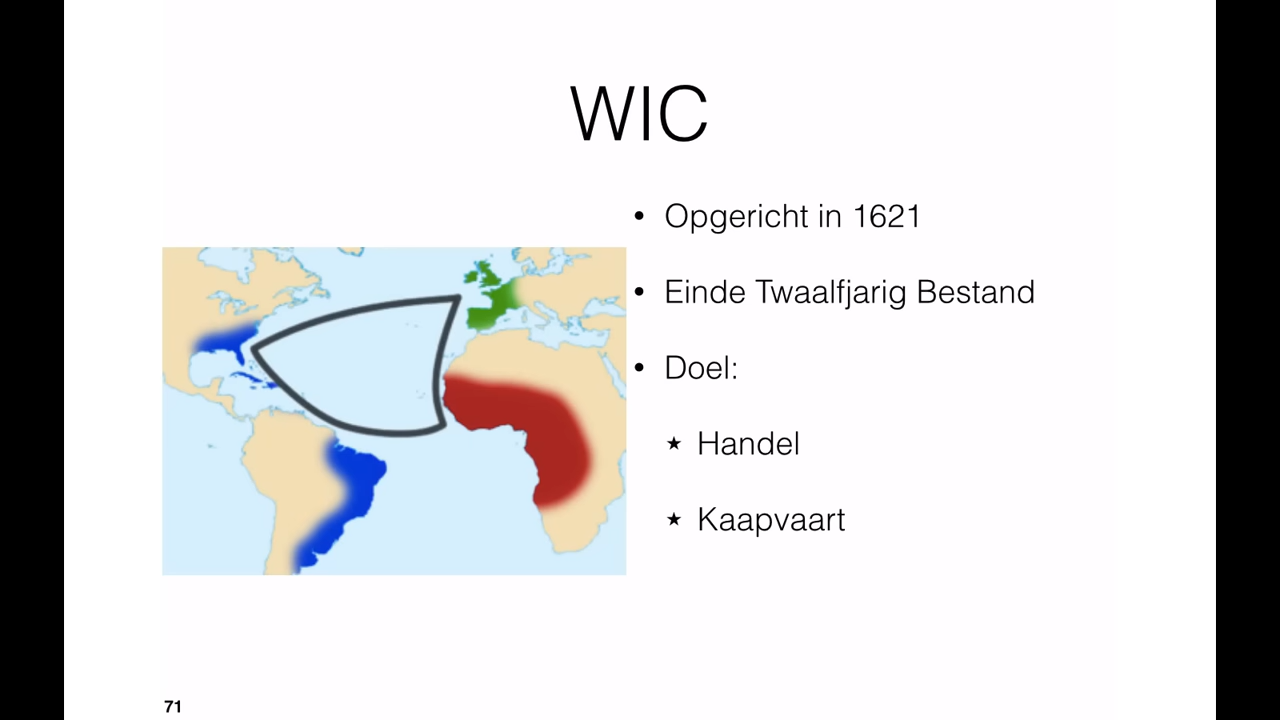 WIC
• Opgericht in 1621
• Einde Twaalfjarig Bestand
• Doel:
★ Handel
★ Kaapvaart
71